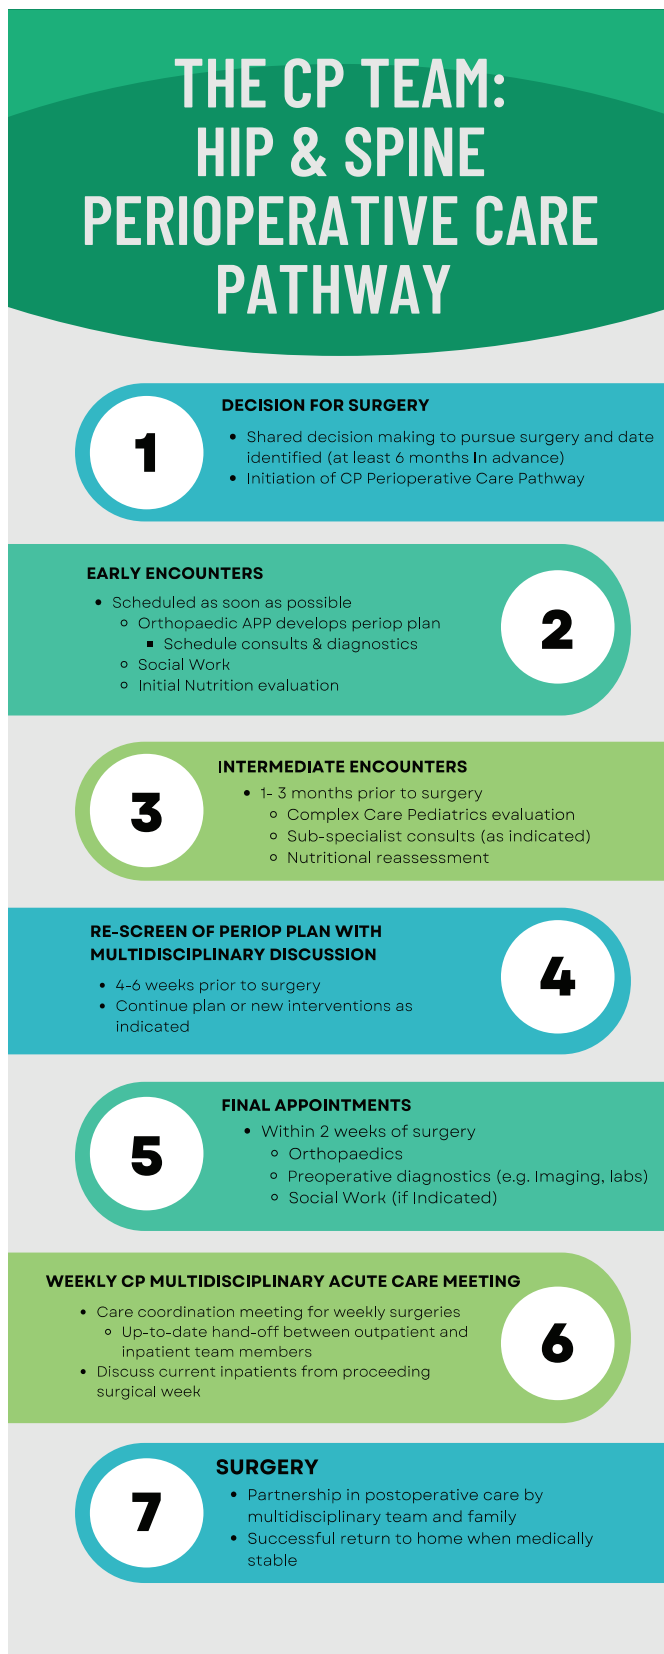 THE CP TEAM:
HIP & SPINE
PERIOPERATIVE CARE
PATHWAY
1
DECISION FOR SURGERY
• Shared decision making to pursue surgery and date
identified (at least 6 months In advance)
• Initiation of CP Perioperative Care Pathway
EARLY ENCOUNTERS
• Scheduled as soon as possible
◦ Orthopaedic APP develops periop plan
▪ Schedule consults & diagnostics
◦ Social Work
◦ Initial Nutrition evaluation
2
3
INTERMEDIATE ENCOUNTERS
• 1- 3 months prior to surgery
◦ Complex Care Pediatrics evaluation
◦ Sub-specialist consults (as indicated)
◦ Nutritional reassessment
RE-SCREEN OF PERIOP PLAN WITH
MULTIDISCIPLINARY DISCUSSION
• 4-6 weeks prior to surgery
• Continue plan or new interventions as
indicated
4
5
FINAL APPOINTMENTS
• Within 2 weeks of surgery
◦ Orthopaedics
◦ Preoperative diagnostics (e.g. Imaging, labs)
◦ Social Work (if Indicated)
WEEKLY CP MULTIDISCIPLINARY ACUTE CARE MEETING
• Care coordination meeting for weekly surgeries
◦ Up-to-date hand-off between outpatient and
inpatient team members
• Discuss current inpatients from proceeding
surgical week
6
7
SURGERY
• Partnership in postoperative care by
multidisciplinary team and family
• Successful return to home when medically
stable